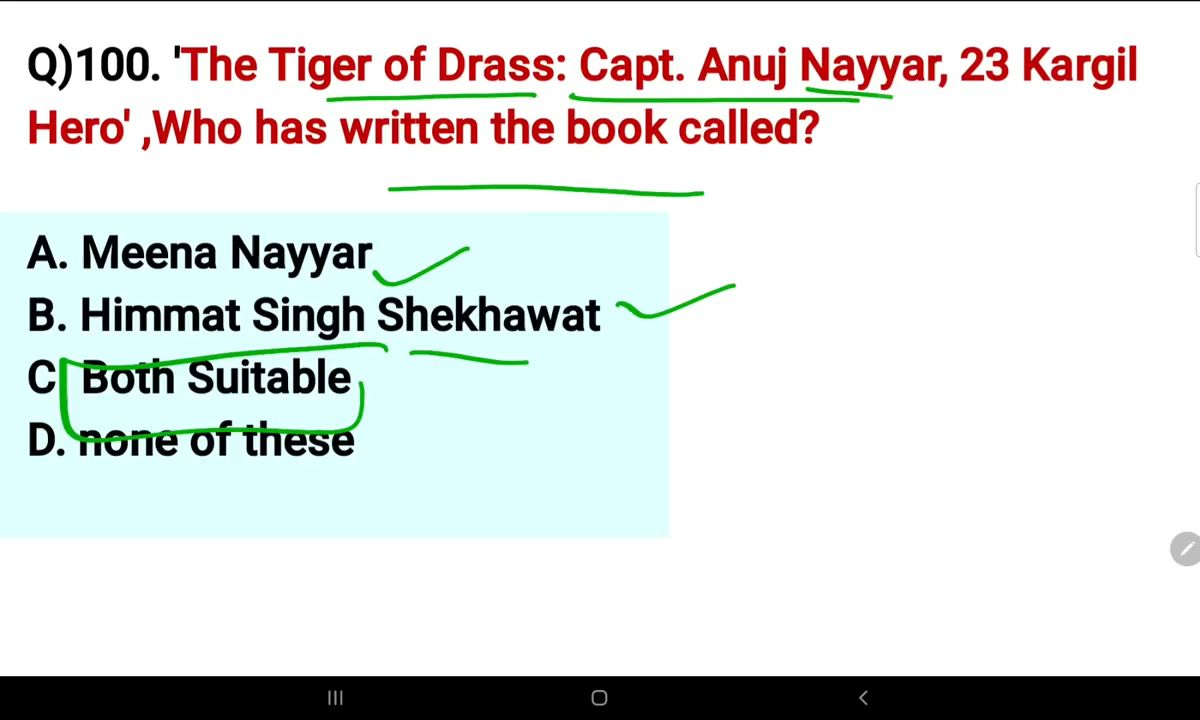 Q)100. 'The Tiger of Drass: Capt. Anuj Nayyar, 23 Kargil
Hero' ,Who has written the book called?
A. Meena Nayyar
B. Himmat Singh Shekhawat
C Both Suitable
D. none of these